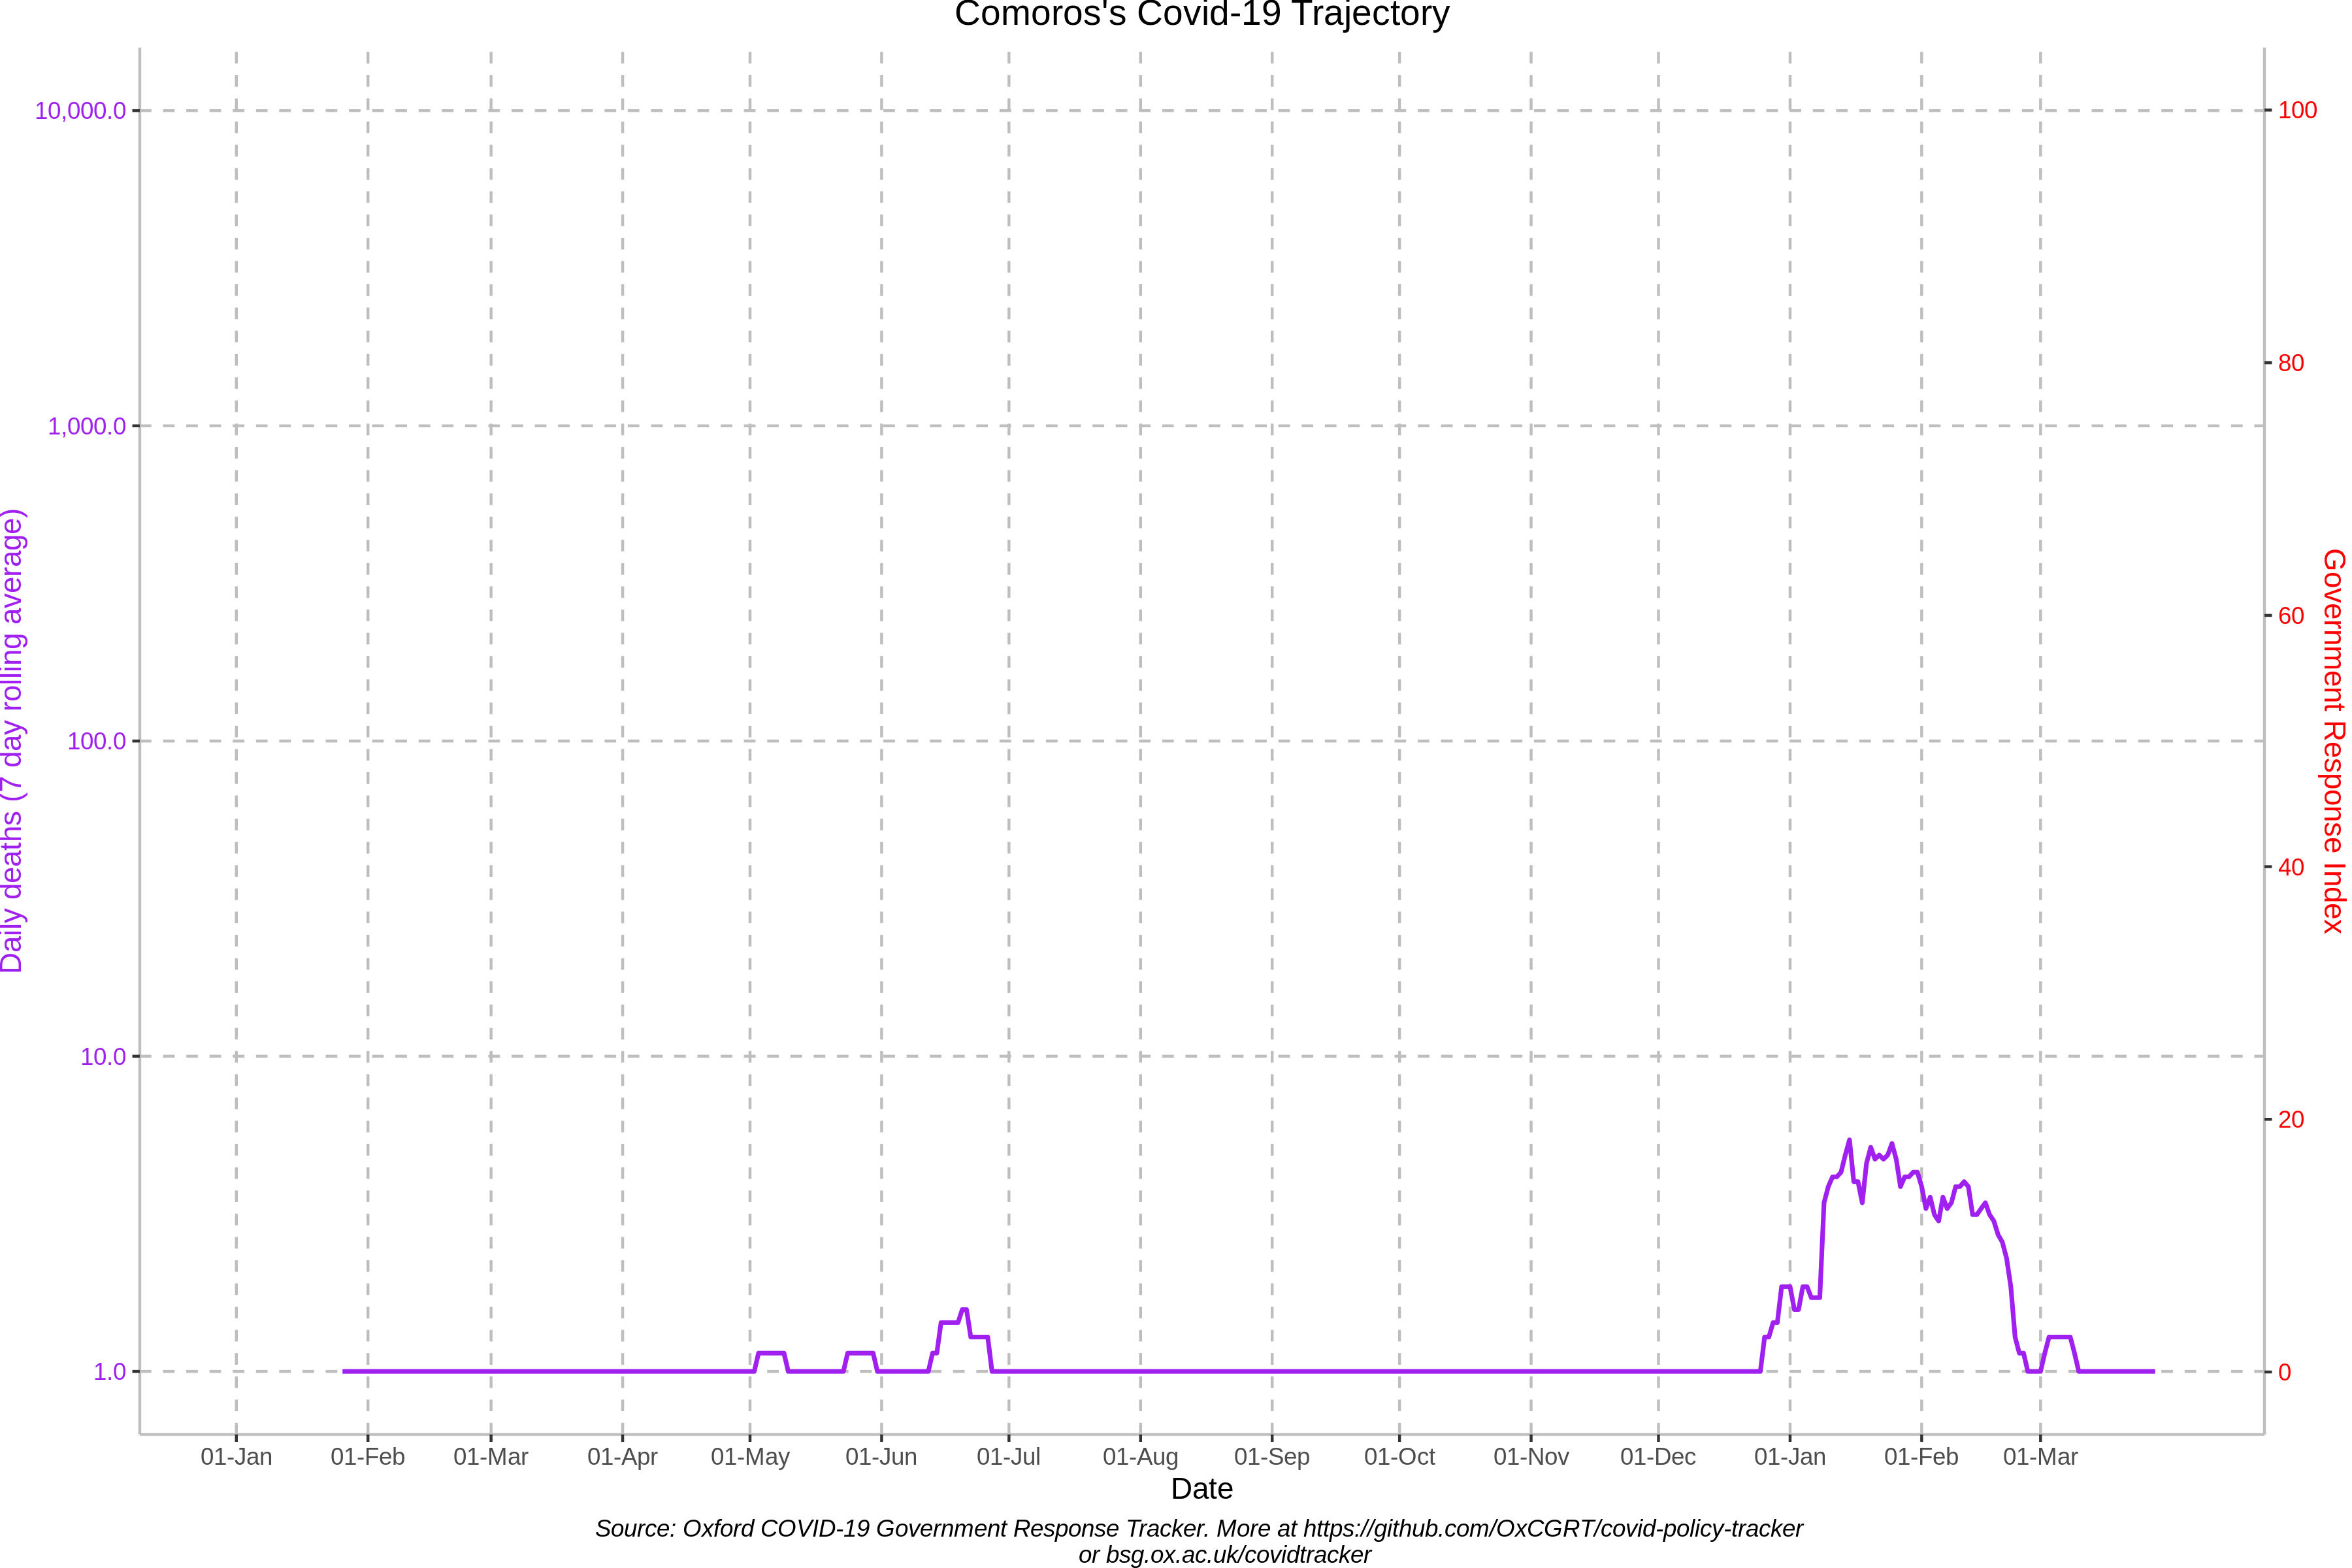 Comoros's Covid-19 Trajectory
10,000.0
1,000.0
100.0
10.0
1.0
Daily deaths (7 day rolling average)
100
80
60
40
20
0
Government Response Index
01-Jan 01-Feb 01-Mar 01-Apr 01-May 01-Jun 01-Jul 01-Aug 01-Sep 01-Oct 01-Nov 01-Dec 01-Jan 01-Feb 01-Mar
Date
Source: Oxford COVID-19 Government Response Tracker. More at https://github.com/OxCGRT/covid-policy-tracker
or bsg.ox.ac.uk/covidtracker